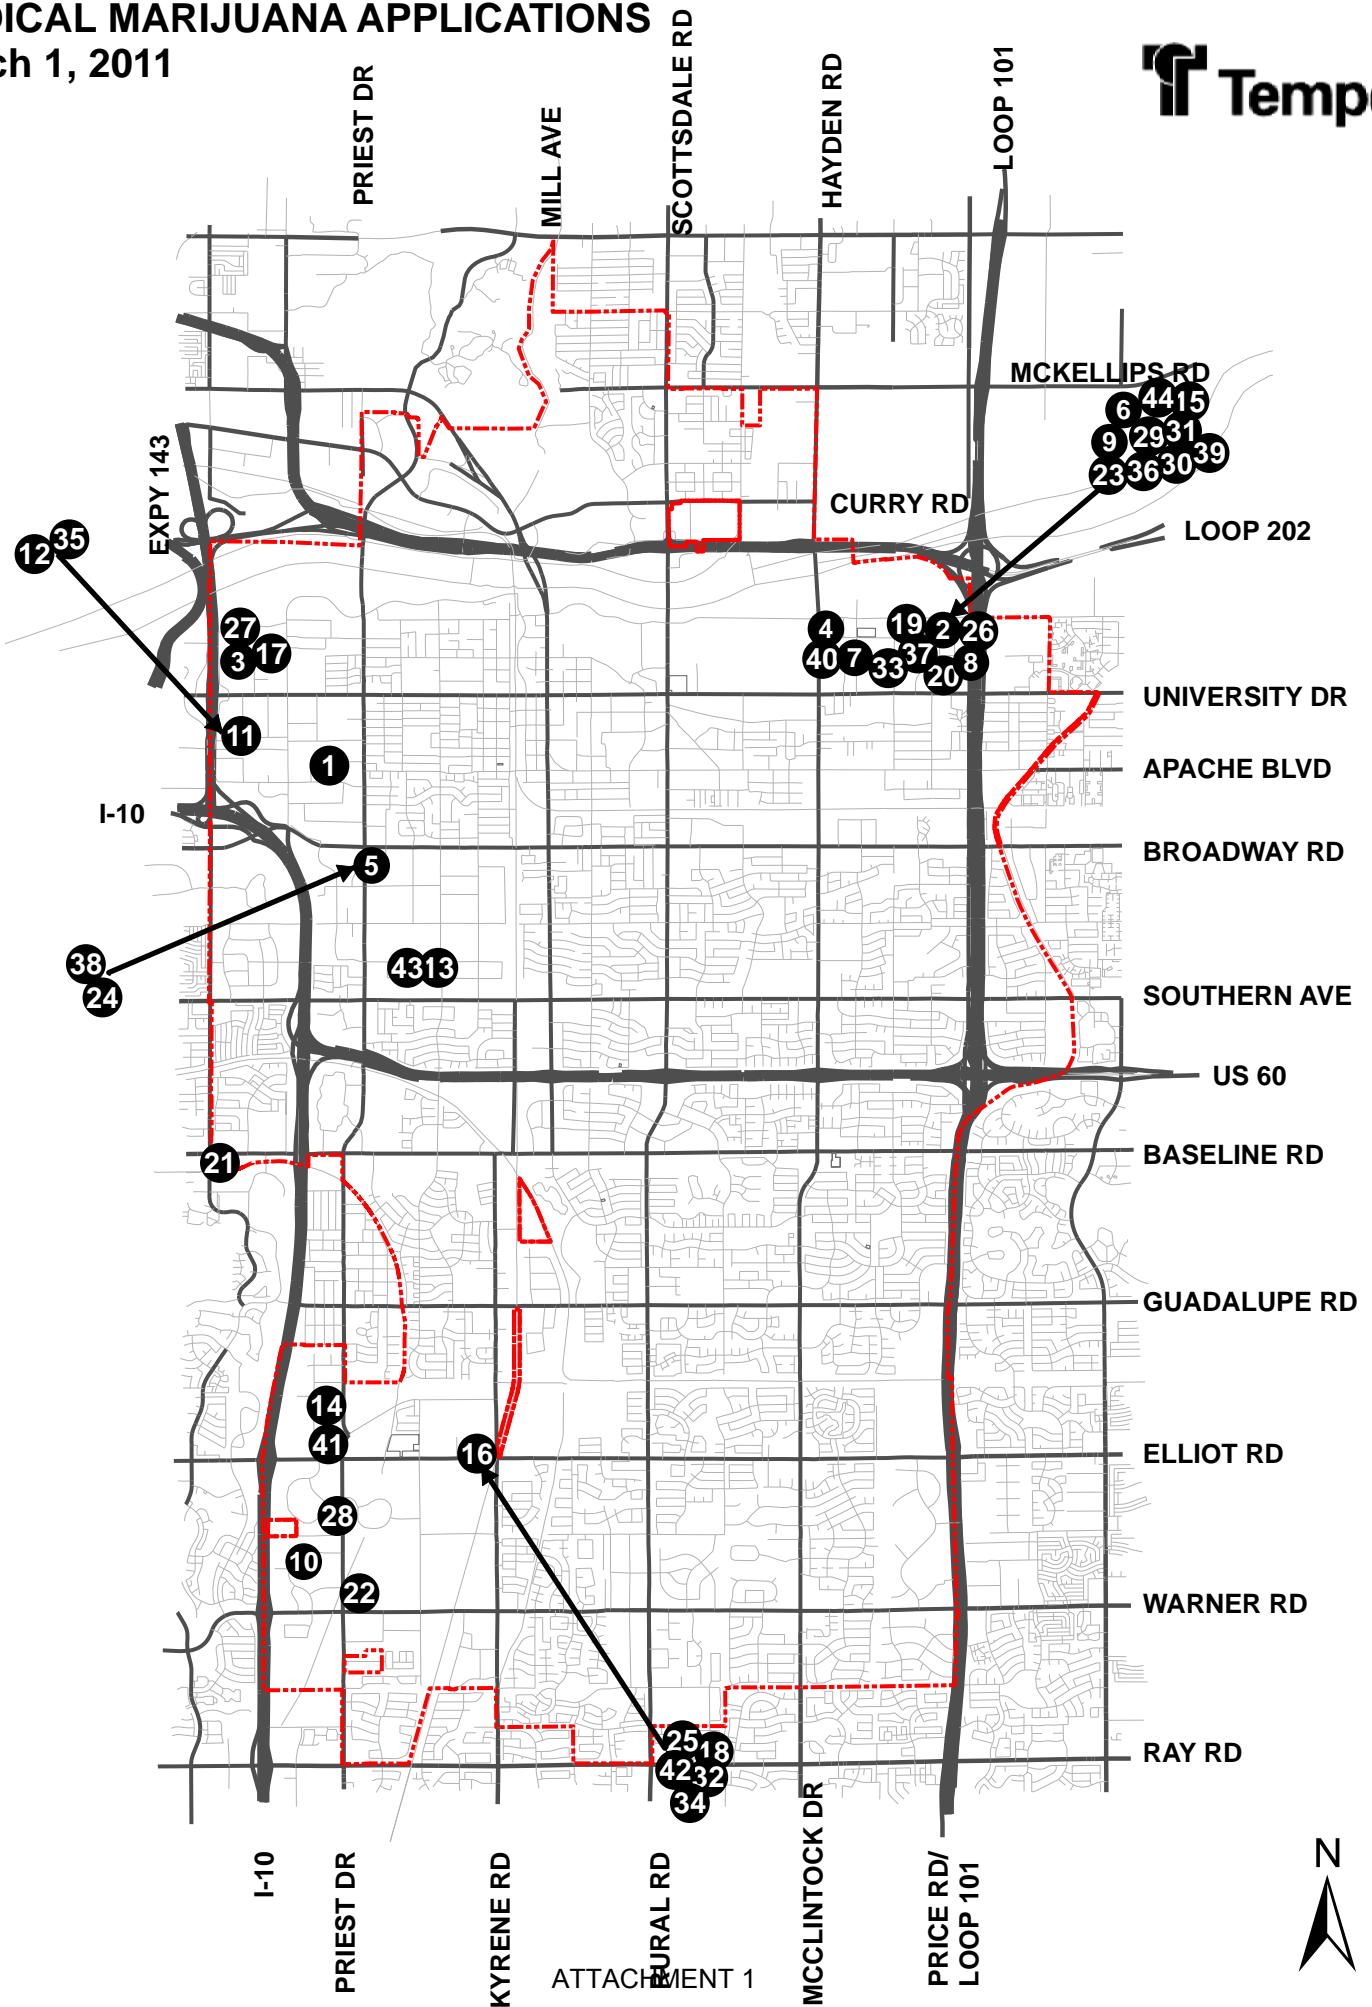 DICAL MARIJUANA APPLICATIONS
ch 1, 2011
Temp
PRIEST DR
MILL AVE
SCOTTSDALE RD
HAYDEN RD
LOOP 101
MCKELLIPS RD
44
15
6
31
29
9
39
30
36
23
EXPY 143
CURRY RD
LOOP 202
35
12
27
17
3
4
19
2
26
40
7
37
33
8
20
UNIVERSITY DR
11
1
APACHE BLVD
I-10
BROADWAY RD
5
38
24
43
13
SOUTHERN AVE
US 60
BASELINE RD
21
GUADALUPE RD
14
41
16
ELLIOT RD
28
10
22
WARNER RD
25
18
42
32
34
RAY RD
I-10
PRIEST DR
KYRENE RD
RURAL RD
MCCLINTOCK DR
PRICE RD/
LOOP 101
N
ATTACHMENT 1